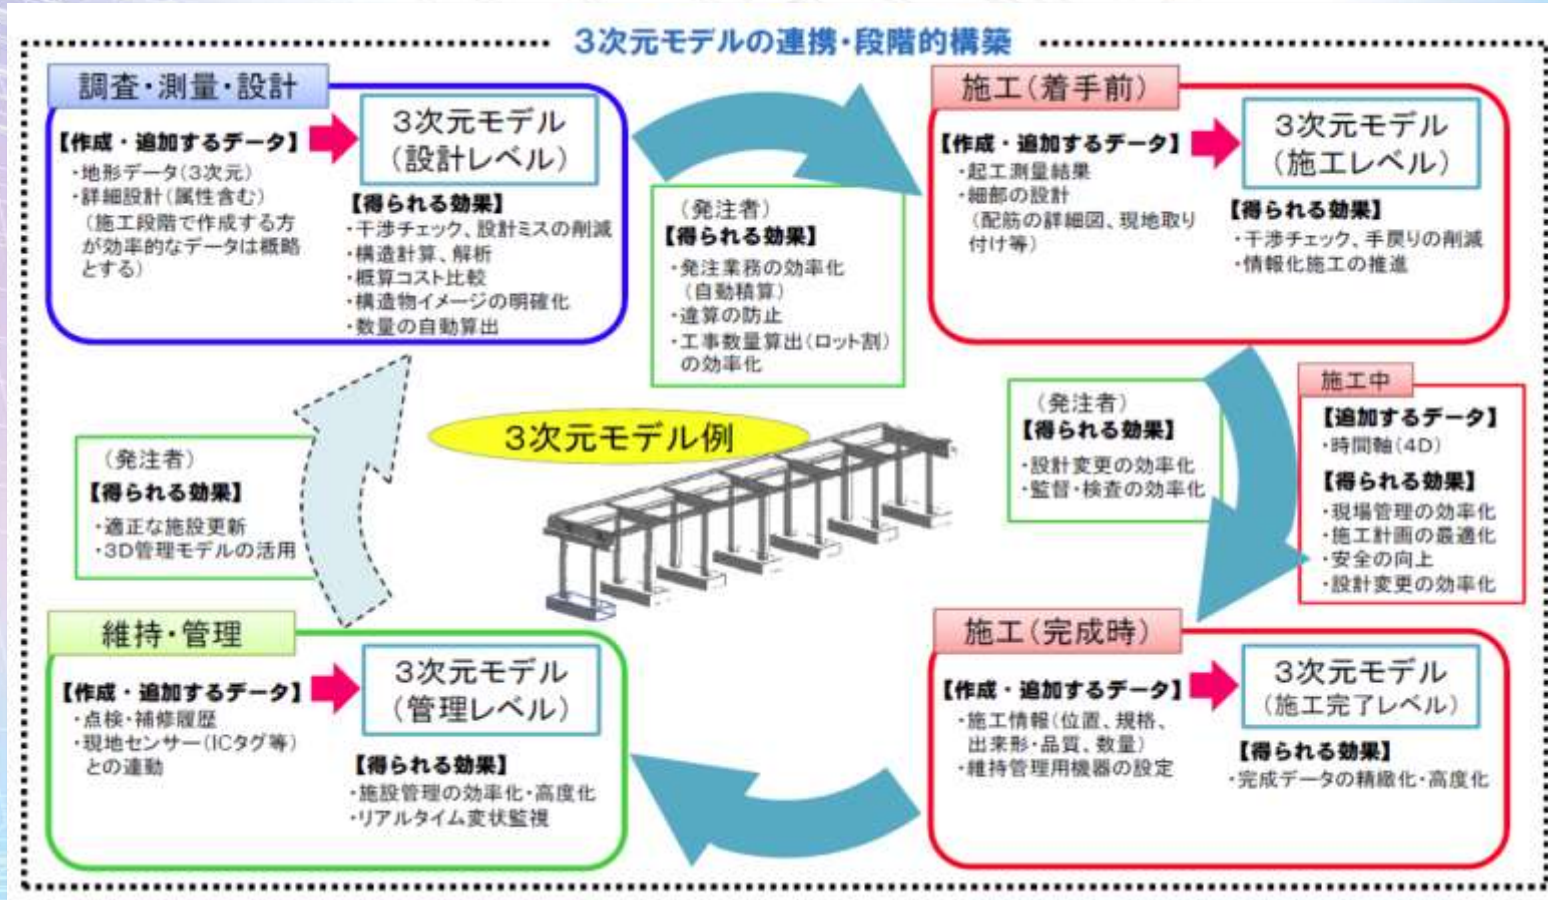 3次元モデルの連携・段階的構築
調査・測量・設計
【作成・追加するデータ】
・地形データ(3次元)
・詳細設計(属性含む)
(施工段階で作成する方
が効率的なデータは概略
とする)
3次元モデル
(設計レベル)
【得られる効果】
・干渉チェック、設計ミスの削減
・構造計算、解析
・概算コスト比較
・構造物イメージの明確化
・数量の自動算出
(発注者)
【得られる効果】
・発注業務の効率化
(自動積算)
・違算の防止
・工事数量算出(ロット割)
の効率化
施工(着手前)
【作成・追加するデータ】
・起工測量結果
・細部の設計
(配筋の詳細図、現地取り
付け等)
3次元モデル
(施工レベル)
【得られる効果】
・干渉チェック、手戻りの削減
・情報化施工の推進
(発注者)
【得られる効果】
・設計変更の効率化
・監督・検査の効率化
施工中
【追加するデータ】
・時間軸(4D)
【得られる効果】
・現場管理の効率化
・施工計画の最適化
・安全の向上
・設計変更の効率化
3次元モデル例
(発注者)
【得られる効果】
・適正な施設更新
・3D管理モデルの活用
維持・管理
【作成・追加するデータ】
・点検・補修履歴
・現地センサー(ICタグ等)
との連動
3次元モデル
(管理レベル)
【得られる効果】
・施設管理の効率化・高度化
・リアルタイム変状監視
施工(完成時)
【作成・追加するデータ】
・施工情報(位置、規格、
出来形・品質、数量)
・維持管理用機器の設定
3次元モデル
(施工完了レベル)
【得られる効果】
・完成データの精緻化・高度化